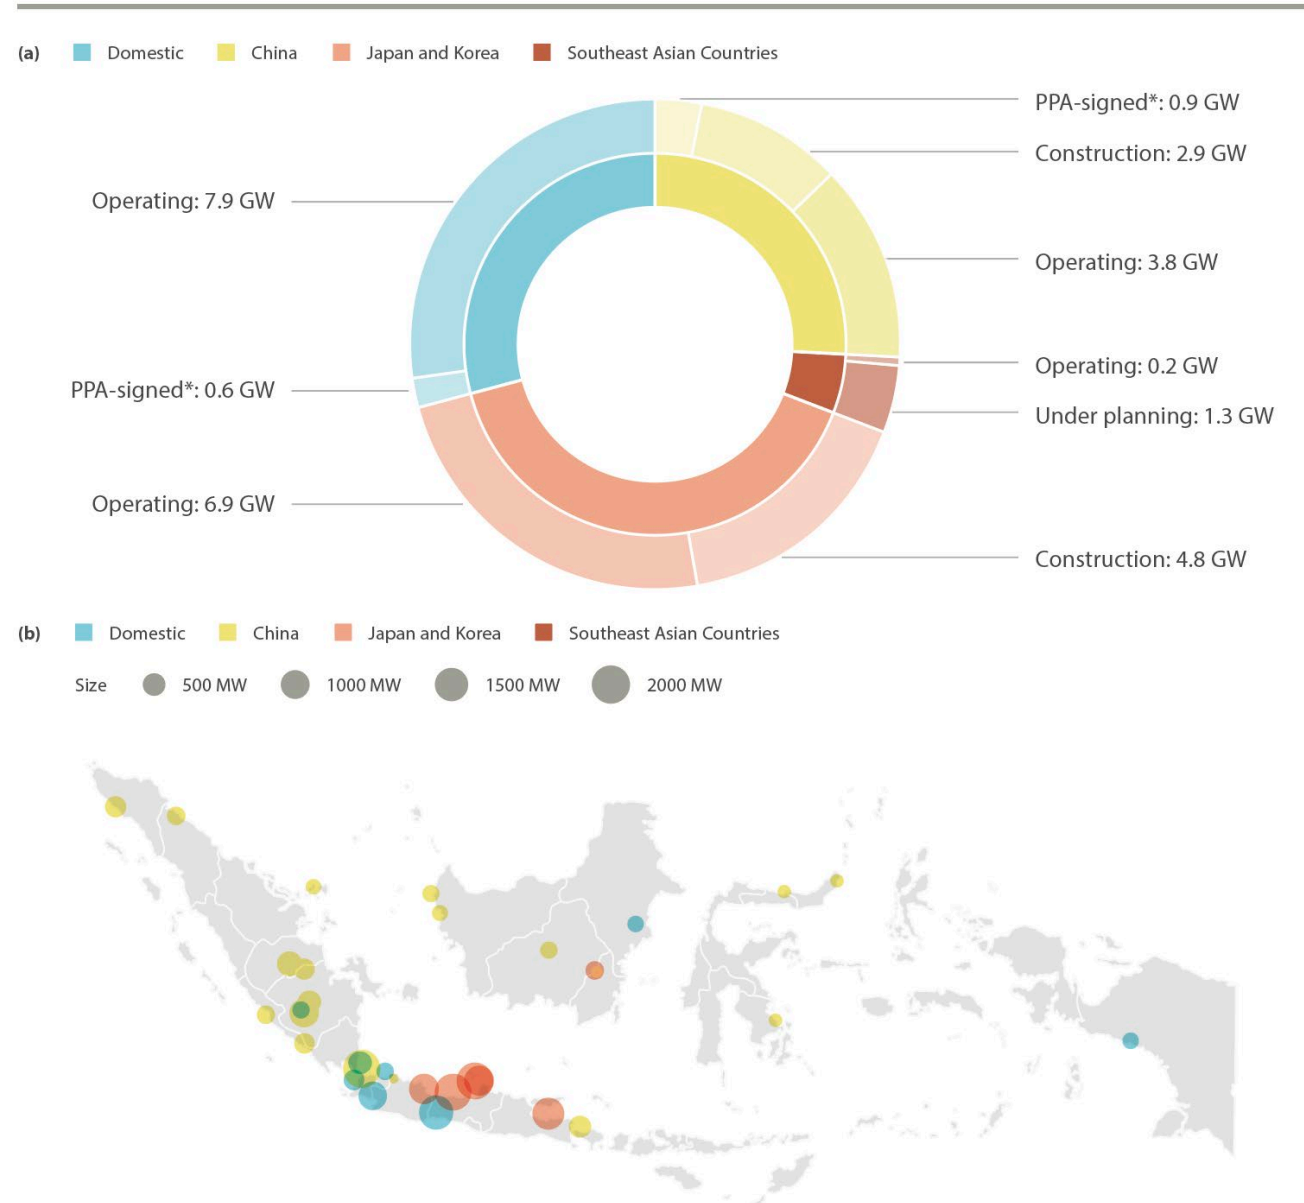 (a) Domestic China Japan and Korea Southeast Asian Countries
PPA-signed*: 0.9 GW
Construction: 2.9 GW
Operating: 7.9 GW
Operating: 3.8 GW
Operating: 0.2 GW
PPA-signed*: 0.6 GW
Under planning: 1.3 GW
Operating: 6.9 GW
Construction: 4.8 GW
(b) Domestic China Japan and Korea Southeast Asian Countries
Size 500 MW 1000 MW 1500 MW 2000 MW